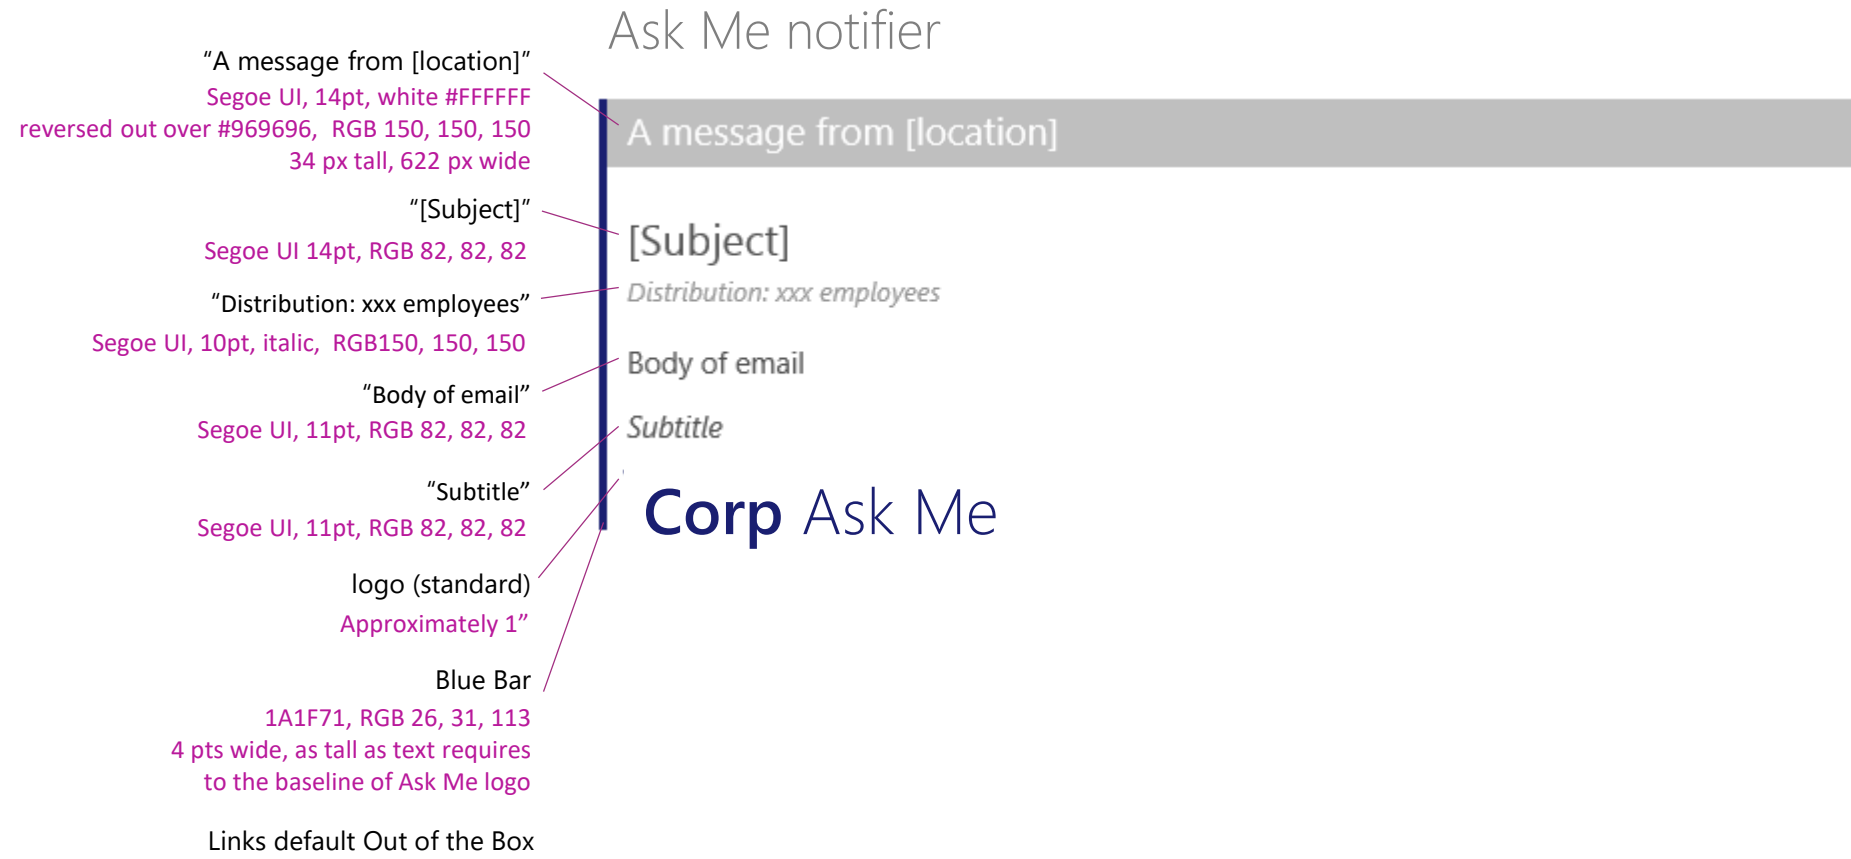 Ask Me notifier
“A message from [location]”
Segoe UI, 14pt, white #FFFFFF
reversed out over #969696, RGB 150, 150, 150
34 px tall, 622 px wide
“[Subject]”
Segoe UI 14pt, RGB 82, 82, 82
“Distribution: xxx employees”
Segoe UI, 10pt, italic, RGB150, 150, 150
“Body of email”
Segoe UI, 11pt, RGB 82, 82, 82
“Subtitle”
Segoe UI, 11pt, RGB 82, 82, 82
logo (standard)
Approximately 1”
Blue Bar
1A1F71, RGB 26, 31, 113
4 pts wide, as tall as text requires
to the baseline of Ask Me logo
Links default Out of the Box
A message from [location]
[Subject]
Distribution: xxx employees
Body of email
Subtitle
Corp Ask Me